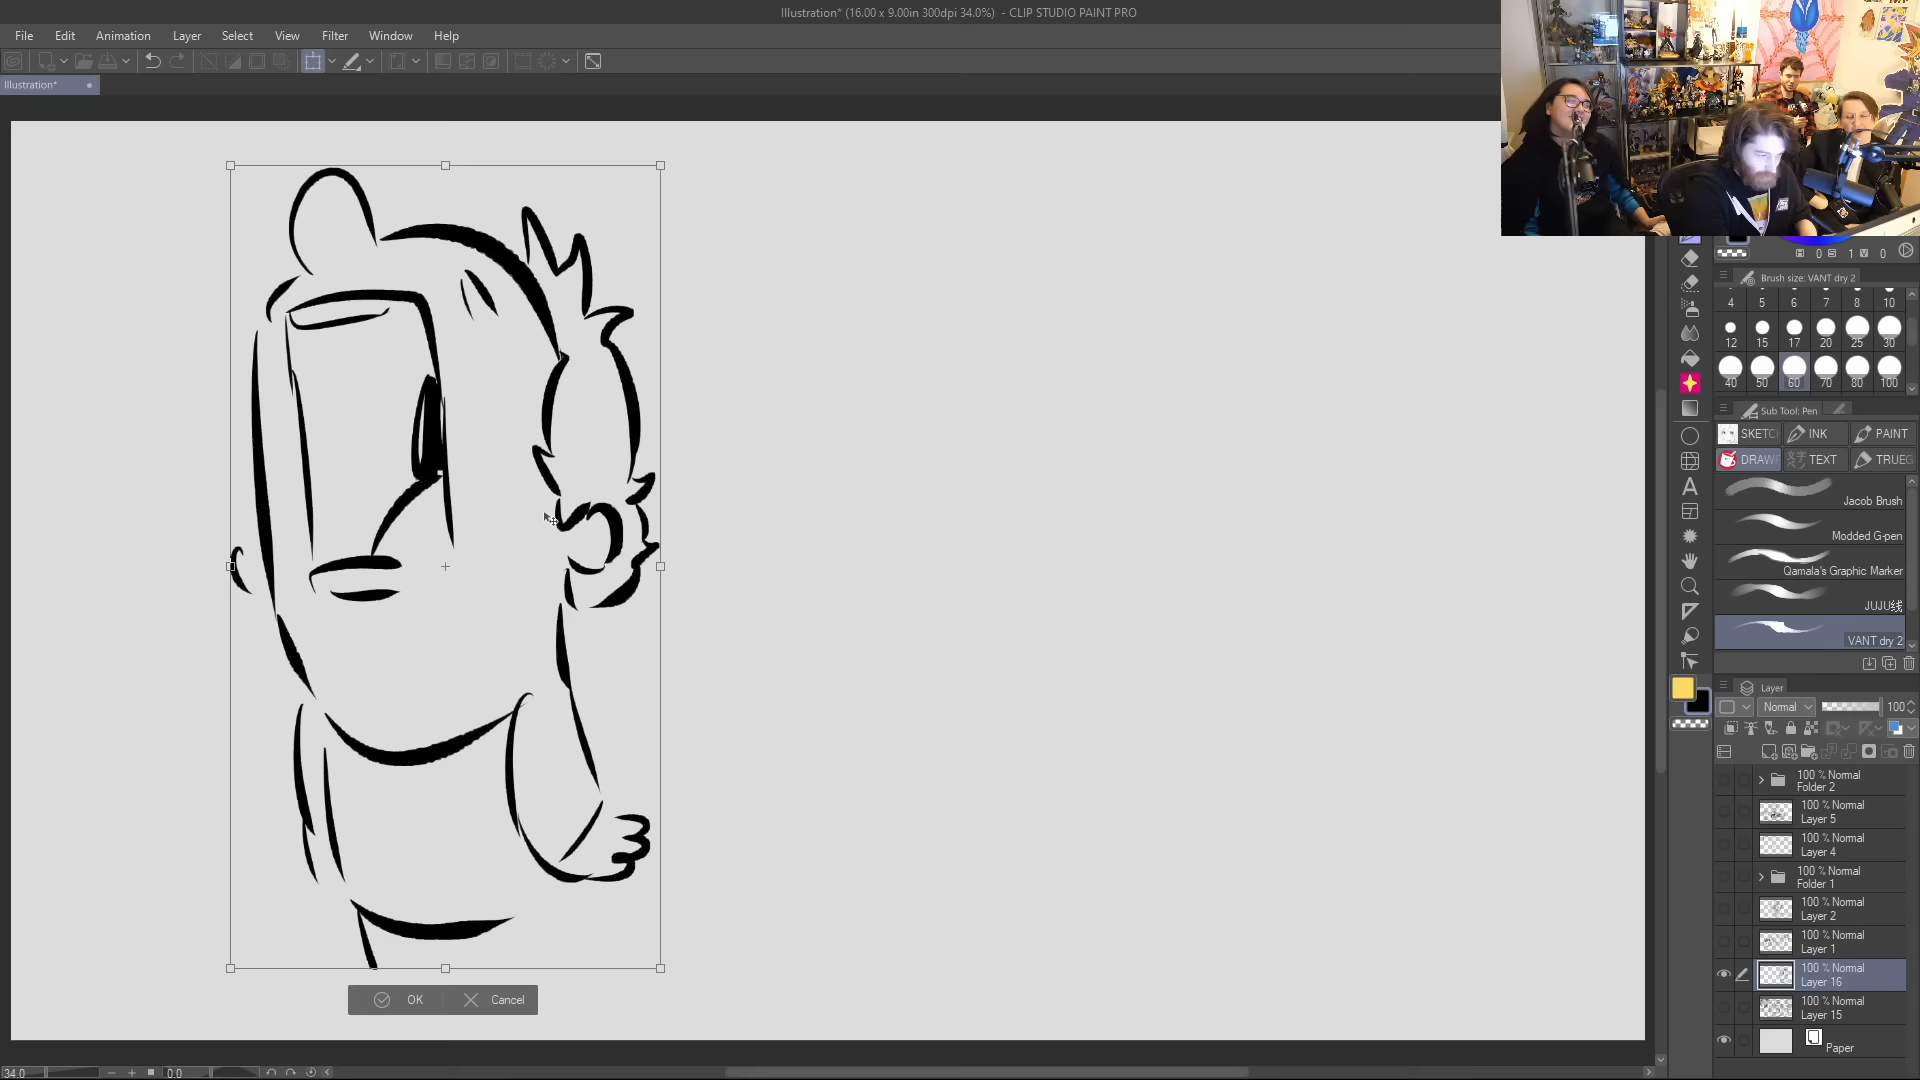 Illustration* (16.00 x 9.00in 300dpi 34.0%) - CLIP STUDIO PAINT PRO
File Edit Animation Layer Select View Filter Window Help
Illustration*
0 1 0
Brush size: VANT dry 2
4 5 6 7 8 10
12 15 17 20 25 30
40 50 60 70 80 100
Sub Tool: Pen
INK PAINT
TEXT
Jacob Brush
Modded G-pen
Qamala's Graphic Marker
JUJU线
VANT dry 2
Layer
Normal 100
100 % Normal
Folder 2
100 % Normal
Layer 5
100 % Normal
Layer 4
100 % Normal
Folder 1
100 % Normal
Layer 2
100 % Normal
Layer 1
100 % Normal
Layer 16
100 % Normal
Layer 15
Paper
OK Cancel
34.0 0.0